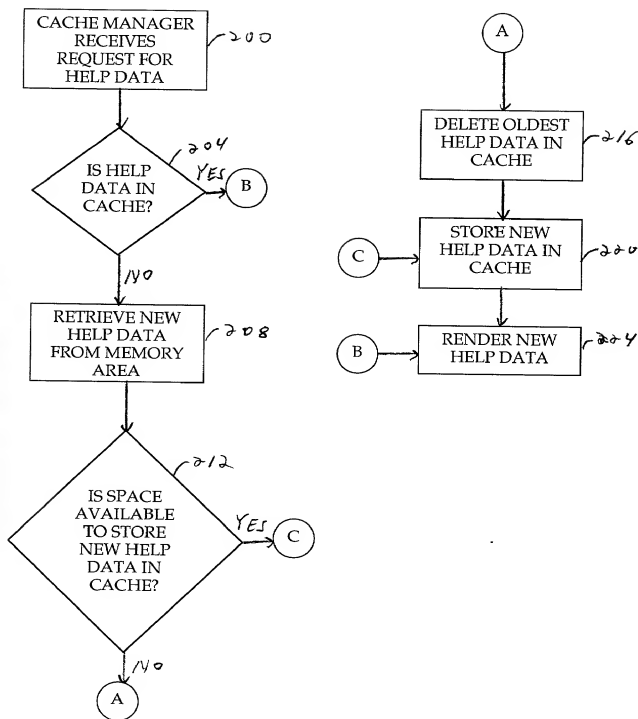 CACHE MANAGER
RECEIVES
REQUEST FOR
HELP DATA
200
204
IS HELP
DATA IN
CACHE?
YES
B
NO
RETRIEVE NEW
HELP DATA
FROM MEMORY
AREA
208
212
IS SPACE
AVAILABLE
TO STORE
NEW HELP
DATA IN
CACHE?
YES
C
NO
A
A
DELETE OLDEST
HELP DATA IN
CACHE
216
C
STORE NEW
HELP DATA IN
CACHE
220
B
RENDER NEW
HELP DATA
224